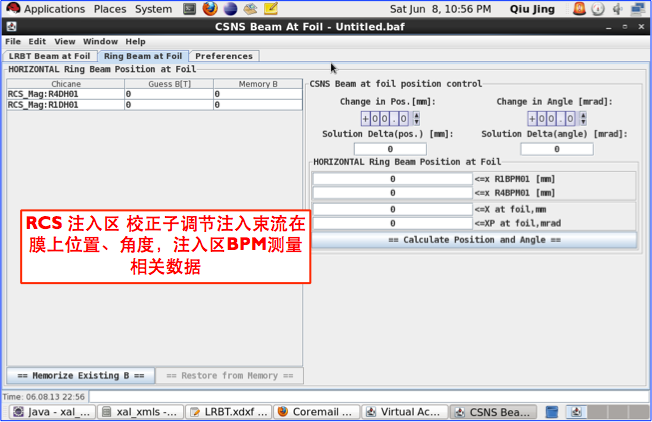 Applications Places System Sat Jun 8, 10:56 PM Qiu Jing
CSNS Beam At Foil - Untitled.baf
File Edit View Window Help
LRBT Beam at Foil Ring Beam at Foil Preferences
HORIZONTAL Ring Beam Position at Foil
Chicane Guess B[T] Memory B
RCS_Mag:R4DH01 0 0
RCS_Mag:R1DH01 0 0
== Memorize Existing B == == Restore from Memory ==
CSNS Beam at foil position control
Change in Pos.[mm]: Change in Angle [mrad]:
+00.0 +00.0
Solution Delta(pos.) [mm]: Solution Delta(angle) [mrad]:
0 0
HORIZONTAL Ring Beam Position at Foil
0 <=x R1BPM01 [mm]
0 <=x R4BPM01 [mm]
0 <=X at foil,mm
0 <=XP at foil,mrad
== Calculate Position and Angle ==
RCS 注入区 校正子调节注入束流在
膜上位置、角度，注入区BPM测量
相关数据
Time: 06.08.13 22:56
Java - xal_... xal_xmls -... LRBT.xdxf ... Coremail ... Virtual Ac... CSNS Bea...